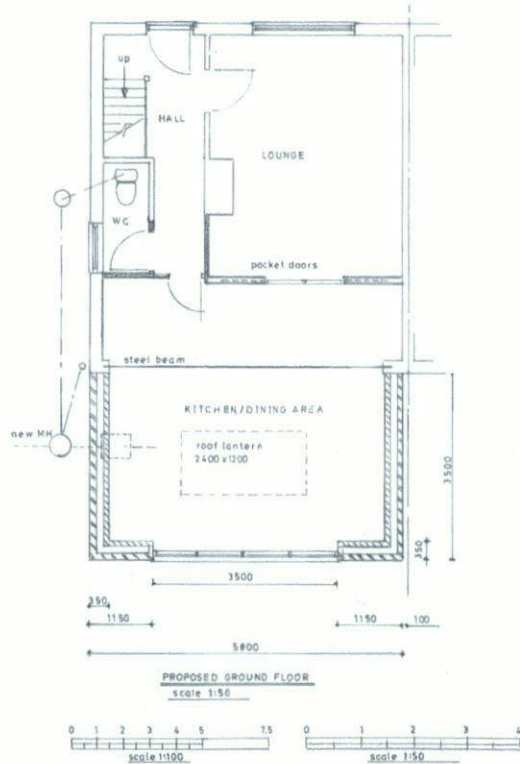 up
HALL
LOUNGE
WC
pocket doors
steel beam
KITCHEN/DINING AREA
new MH
roof lantern
2400 x 1200
3500
350
3500
350
1150
1150
100
5800
PROPOSED GROUND FLOOR
scale 1:50
0 1 2 3 4 5 7.5
scale 1:100
0 1 2 3 4
scale 1:50